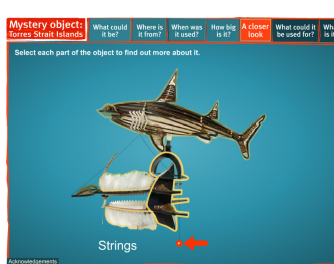 Mystery object:
Torres Strait Islands
What could
it be?
Where is
it from?
When was
it used?
How big
is it?
A closer
look
What could it
be used for?
Wh
is i
Select each part of the object to find out more about it.
Strings
Acknowledgements